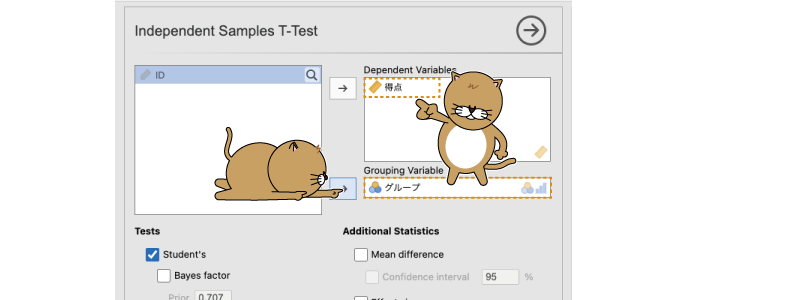 Independent Samples T-Test
ID
Dependent Variables
得点
Grouping Variable
グループ
Tests
Additional Statistics
Student's
Mean difference
Bayes factor
Confidence interval 95 %
Prior 0.707